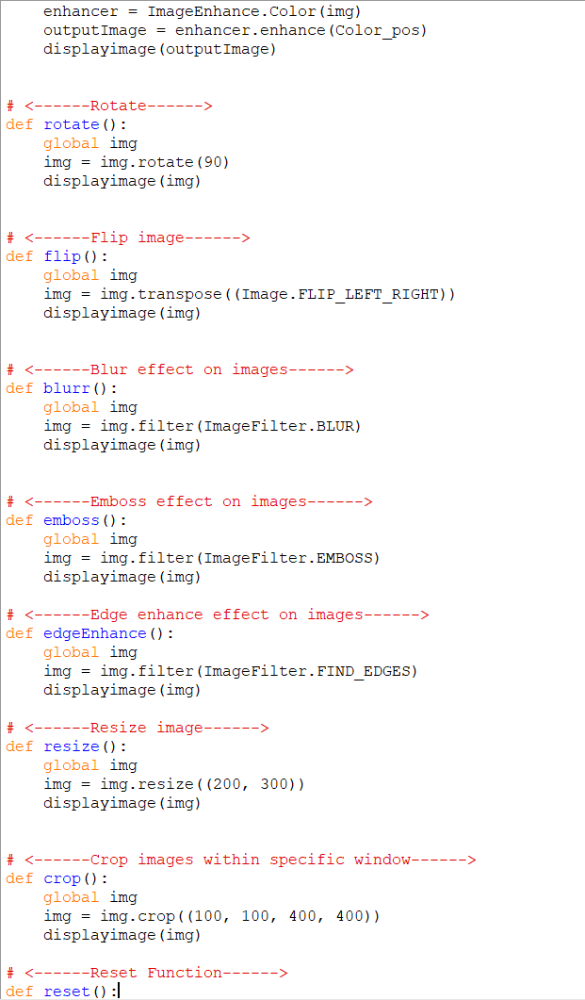 enhancer = ImageEnhance.Color(img)
    outputImage = enhancer.enhance(Color_pos)
    displayimage(outputImage)
# <------Rotate------>
def rotate():
    global img
    img = img.rotate(90)
    displayimage(img)
# <------Flip image------>
def flip():
    global img
    img = img.transpose((Image.FLIP_LEFT_RIGHT))
    displayimage(img)
# <------Blur effect on images------>
def blurr():
    global img
    img = img.filter(ImageFilter.BLUR)
    displayimage(img)
# <------Emboss effect on images------>
def emboss():
    global img
    img = img.filter(ImageFilter.EMBOSS)
    displayimage(img)
# <------Edge enhance effect on images------>
def edgeEnhance():
    global img
    img = img.filter(ImageFilter.FIND_EDGES)
    displayimage(img)
# <------Resize image------>
def resize():
    global img
    img = img.resize((200, 300))
    displayimage(img)
# <------Crop images within specific window------>
def crop():
    global img
    img = img.crop((100, 100, 400, 400))
    displayimage(img)
# <------Reset Function------>
def reset():